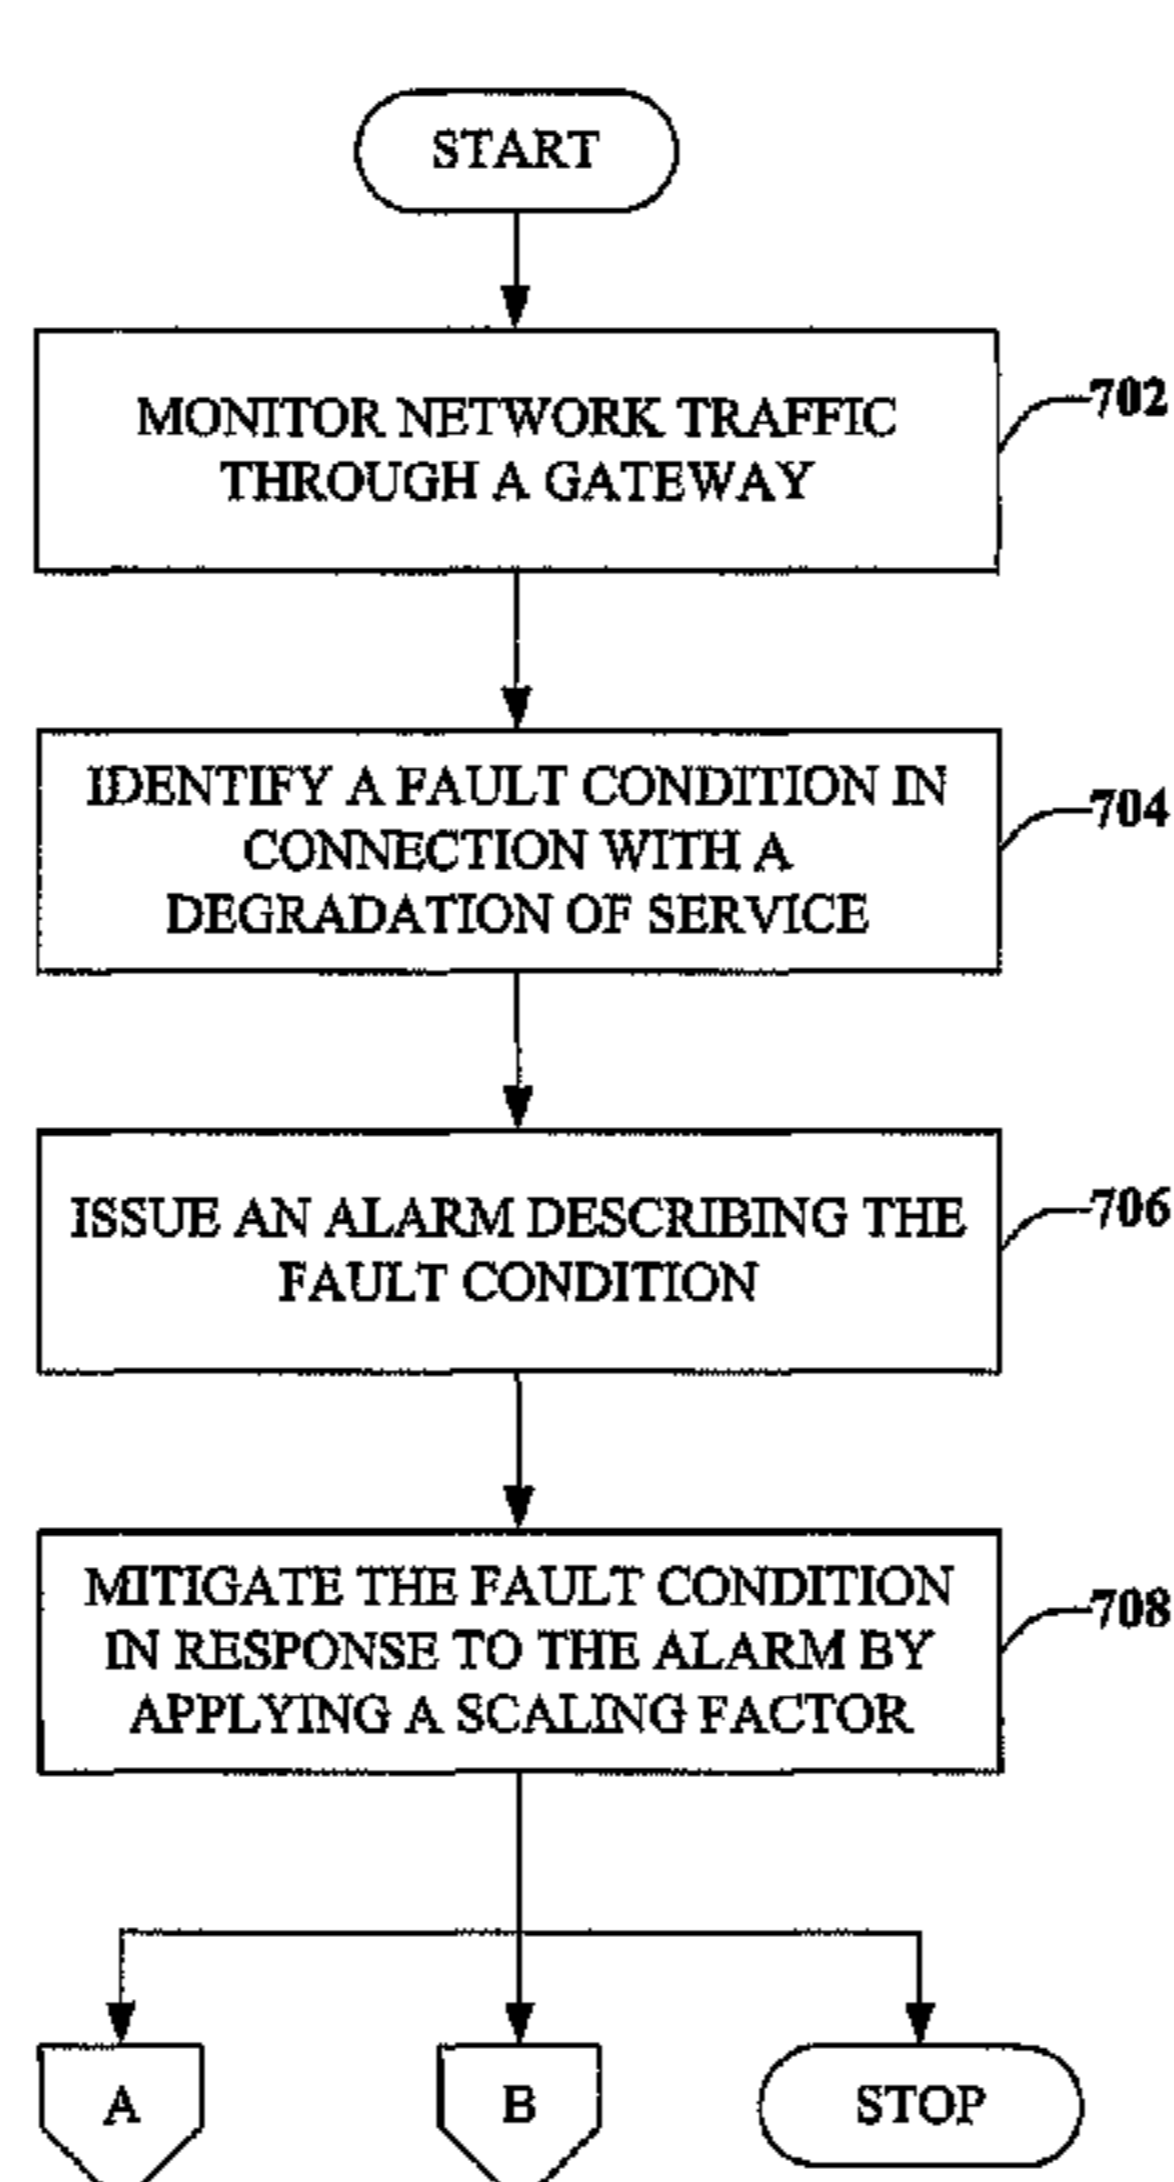 START
MONITOR NETWORK TRAFFIC
THROUGH A GATEWAY
702
IDENTIFY A FAULT CONDITION IN
CONNECTION WITH A
DEGRADATION OF SERVICE
704
ISSUE AN ALARM DESCRIBING THE
FAULT CONDITION
706
MITIGATE THE FAULT CONDITION
IN RESPONSE TO THE ALARM BY
APPLYING A SCALING FACTOR
708
A
B
STOP